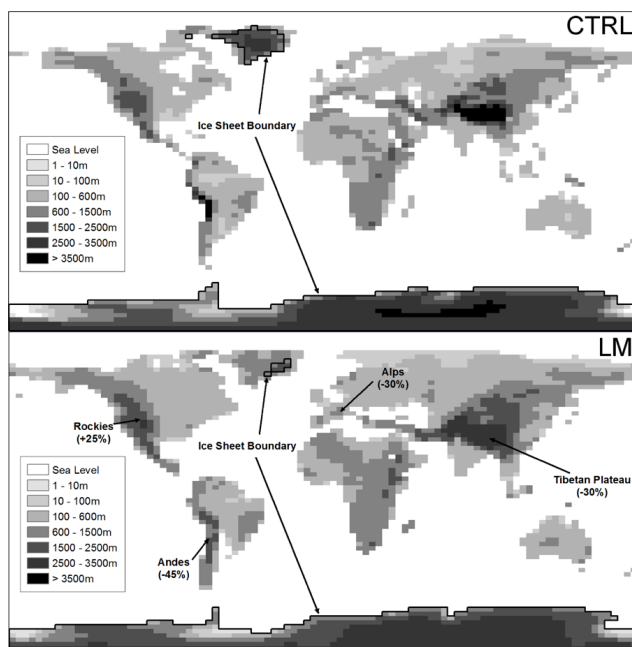 CTRL
Ice Sheet Boundary
Sea Level
1 - 10m
10 - 100m
100 - 600m
600 - 1500m
1500 - 2500m
2500 - 3500m
> 3500m
LM
Alps
(-30%)
Rockies
(+25%)
Ice Sheet Boundary
Tibetan Plateau
(-30%)
Sea Level
1 - 10m
10 - 100m
100 - 600m
600 - 1500m
1500 - 2500m
2500 - 3500m
> 3500m
Andes
(-45%)